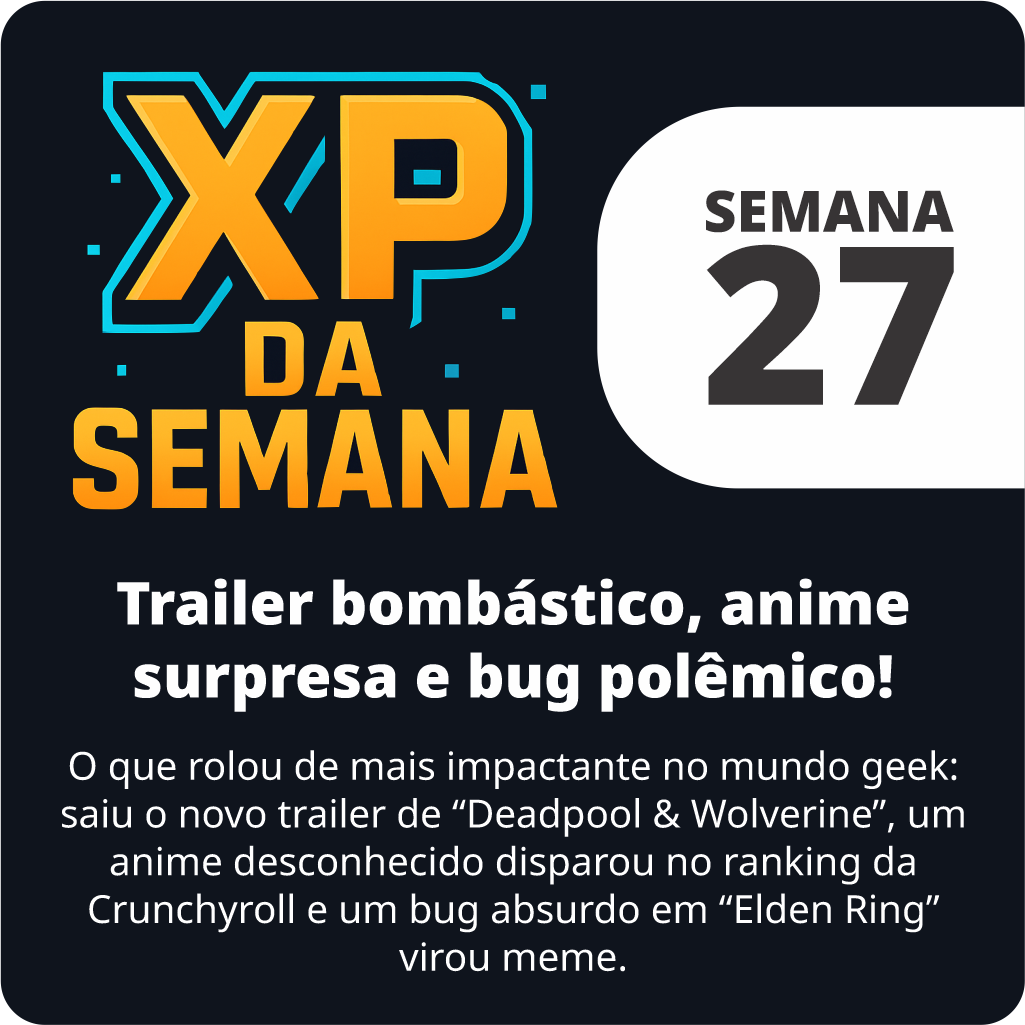 XP
DA
SEMANA
SEMANA
27
Trailer bombástico, anime
surpresa e bug polêmico!
O que rolou de mais impactante no mundo geek:
saiu o novo trailer de “Deadpool & Wolverine”, um
anime desconhecido disparou no ranking da
Crunchyroll e um bug absurdo em “Elden Ring”
virou meme.